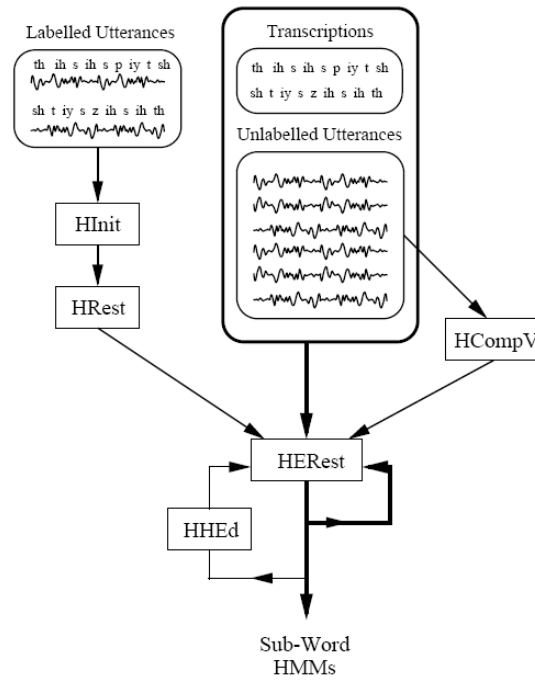 Labelled Utterances
th ih s ih s p iy t sh
sh t iy s z ih s ih th
Transcriptions
th ih s ih s p iy t sh
sh t iy s z ih s ih th
Unlabelled Utterances
HInit
HRest
HCompV
HERest
HHEd
Sub-Word
HMMs